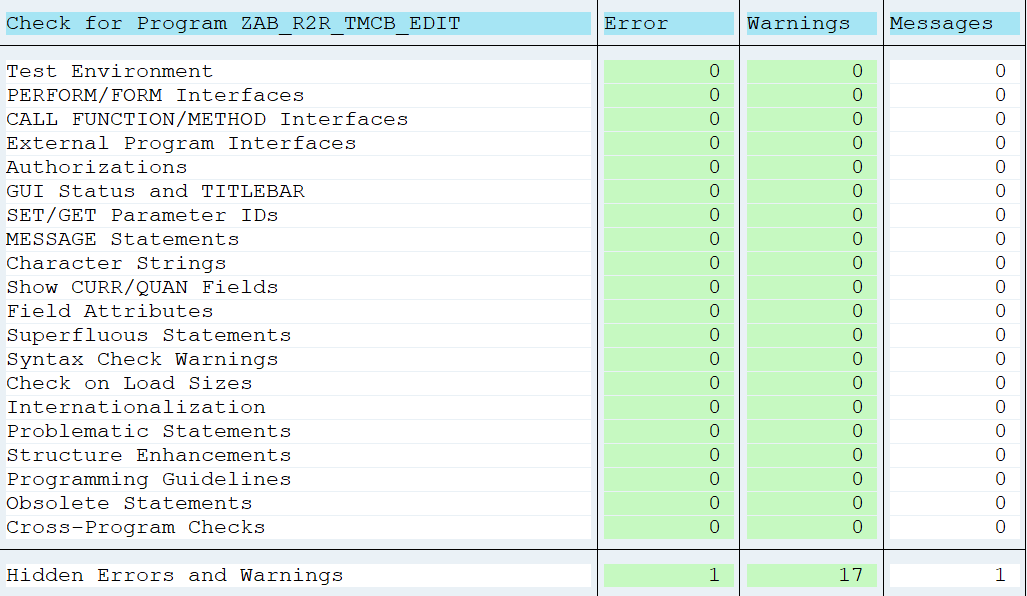 Check for Program ZAB_R2R_TMCB_EDIT Error Warnings Messages
Test Environment 0 0 0
PERFORM/FORM Interfaces 0 0 0
CALL FUNCTION/METHOD Interfaces 0 0 0
External Program Interfaces 0 0 0
Authorizations 0 0 0
GUI Status and TITLEBAR 0 0 0
SET/GET Parameter IDs 0 0 0
MESSAGE Statements 0 0 0
Character Strings 0 0 0
Show CURR/QUAN Fields 0 0 0
Field Attributes 0 0 0
Superfluous Statements 0 0 0
Syntax Check Warnings 0 0 0
Check on Load Sizes 0 0 0
Internationalization 0 0 0
Problematic Statements 0 0 0
Structure Enhancements 0 0 0
Programming Guidelines 0 0 0
Obsolete Statements 0 0 0
Cross-Program Checks 0 0 0
Hidden Errors and Warnings 1 17 1